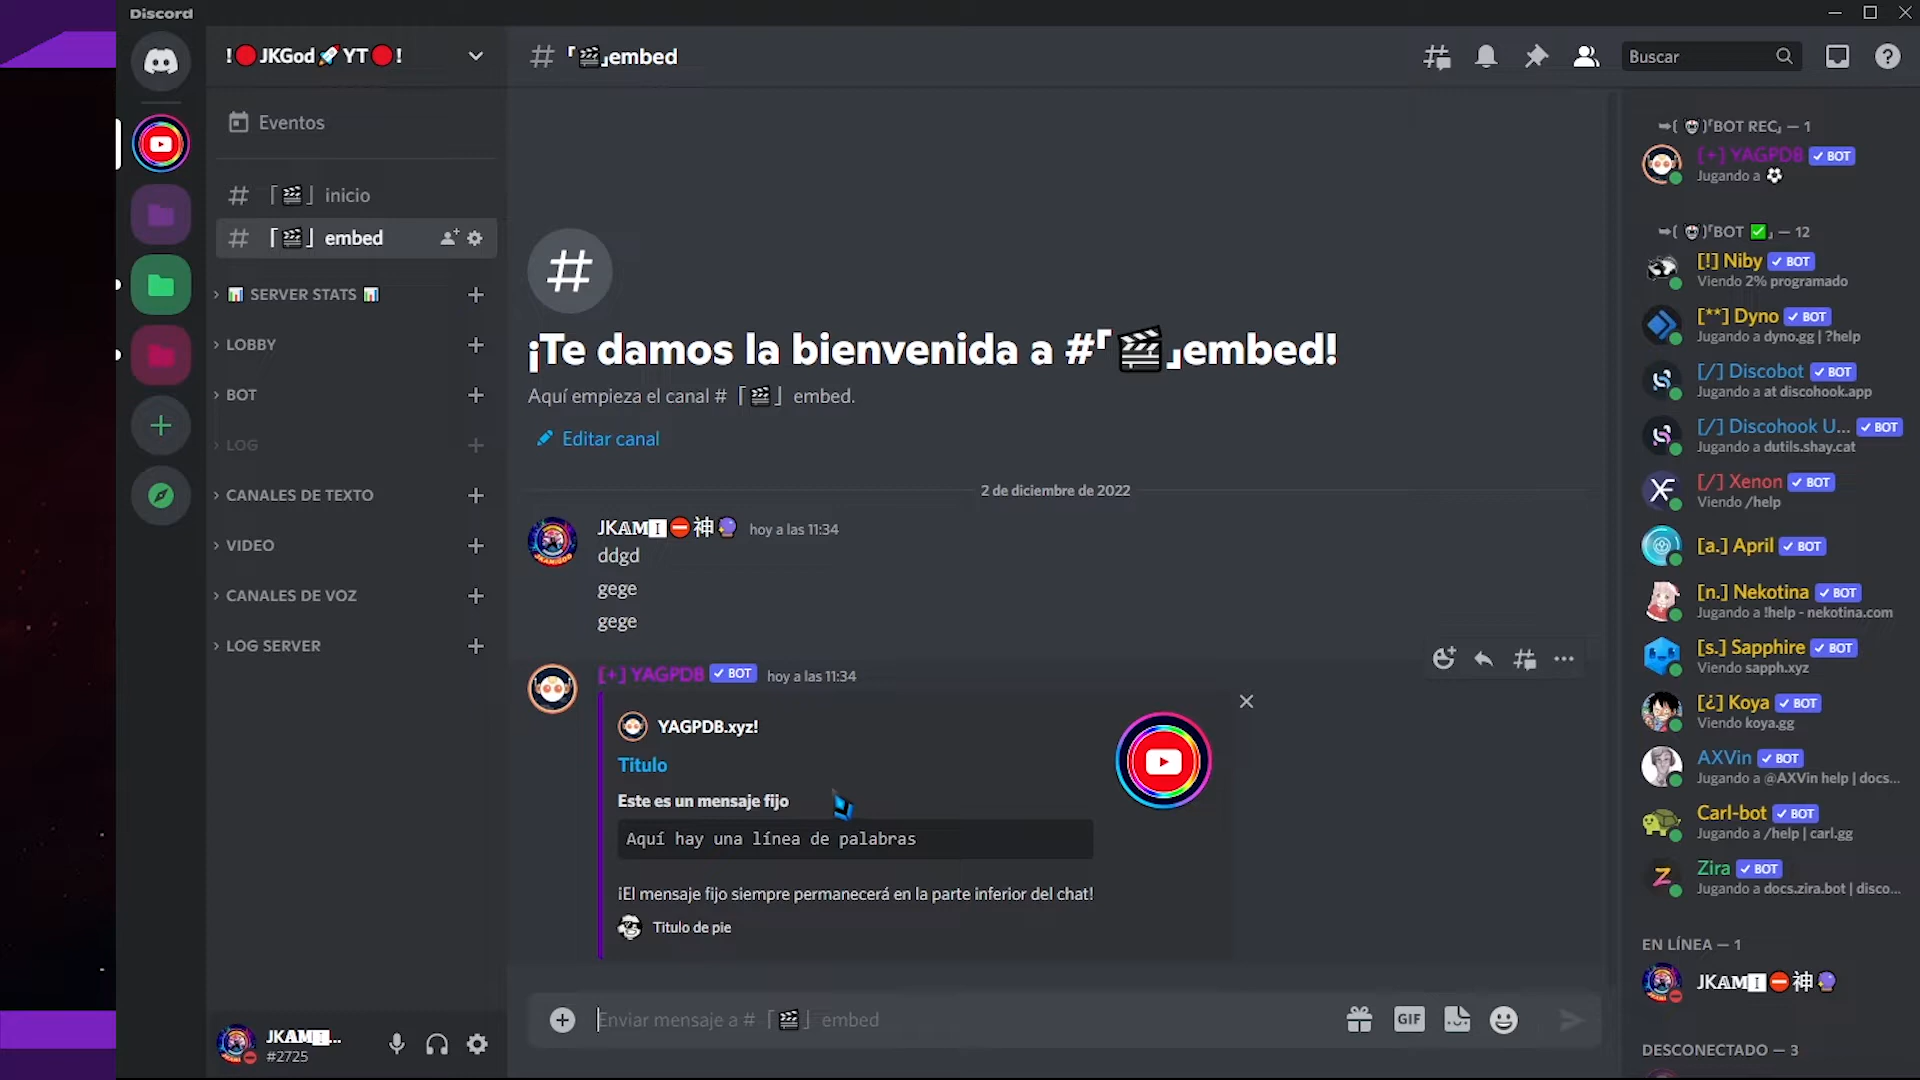 Discord
!🔴JKGod🚀YT🔴!
Eventos
「🎬」inicio
「🎬」embed
📊 SERVER STATS 📊
LOBBY
BOT
LOG
CANALES DE TEXTO
VIDEO
CANALES DE VOZ
LOG SERVER
JKAMI...
#2725
# 「🎬」embed
Buscar
¡Te damos la bienvenida a #「🎬」embed!
Aquí empieza el canal # 「🎬」 embed.
Editar canal
2 de diciembre de 2022
JKAMI⛔神🔮 hoy a las 11:34
ddgd
gege
gege
[+] YAGPDB ✓ BOT hoy a las 11:34
YAGPDB.xyz!
Titulo
Este es un mensaje fijo
Aquí hay una línea de palabras
¡El mensaje fijo siempre permanecerá en la parte inferior del chat!
Titulo de pie
Enviar mensaje a # 「🎬」 embed
GIF
BOT REC」 — 1
[+] YAGPDB ✓ BOT
Jugando a ⚽
BOT ✅」 — 12
[!] Niby ✓ BOT
Viendo 2% programado
[**] Dyno ✓ BOT
Jugando a dyno.gg | ?help
[/] Discobot ✓ BOT
Jugando a at discohook.app
[/] Discohook U... ✓ BOT
Jugando a dutils.shay.cat
[/] Xenon ✓ BOT
Viendo /help
[a.] April ✓ BOT
[n.] Nekotina ✓ BOT
Jugando a !help - nekotina.com
[s.] Sapphire ✓ BOT
Viendo sapph.xyz
[¿] Koya ✓ BOT
Viendo koya.gg
AXVin ✓ BOT
Jugando a @AXVin help | docs...
Carl-bot ✓ BOT
Jugando a /help | carl.gg
Zira ✓ BOT
Jugando a docs.zira.bot | disco...
EN LÍNEA — 1
JKAMI⛔神🔮
DESCONECTADO — 3